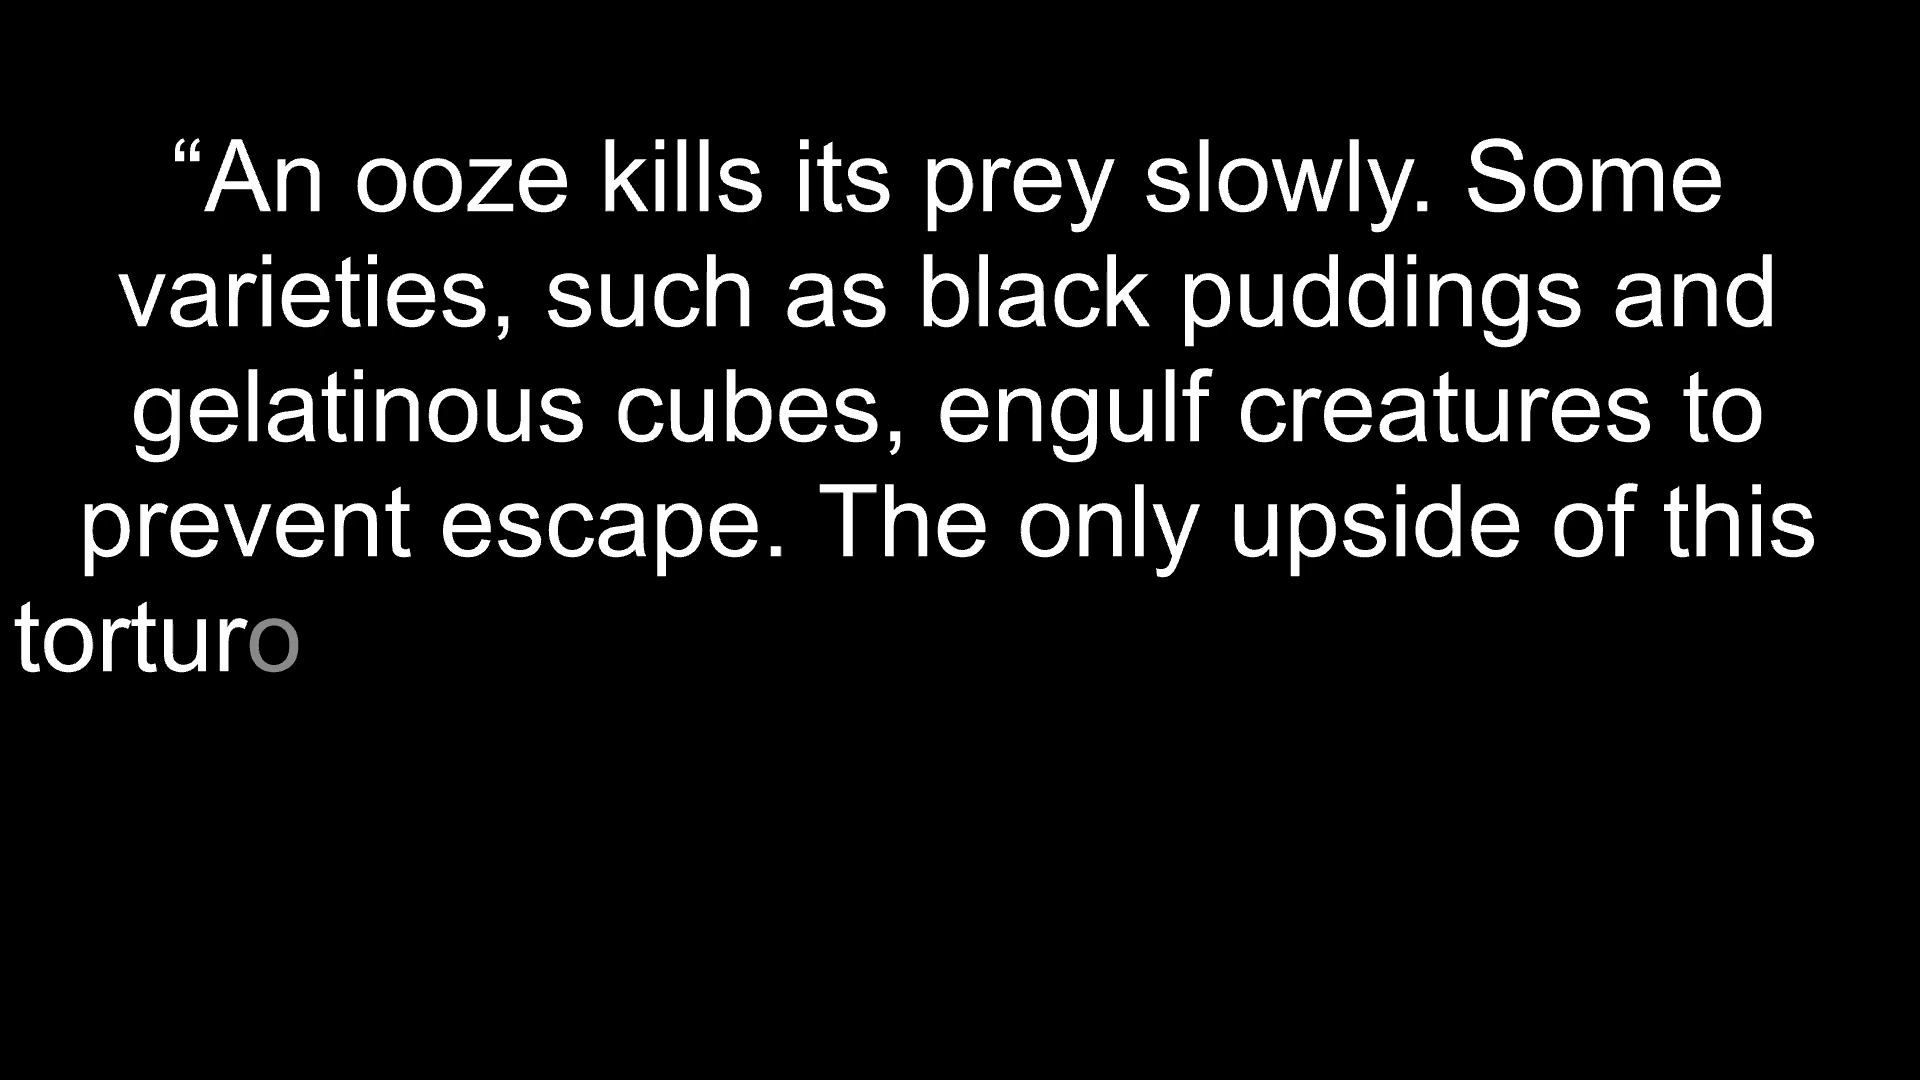 “An ooze kills its prey slowly. Some
varieties, such as black puddings and
gelatinous cubes, engulf creatures to
prevent escape. The only upside of this
torturo